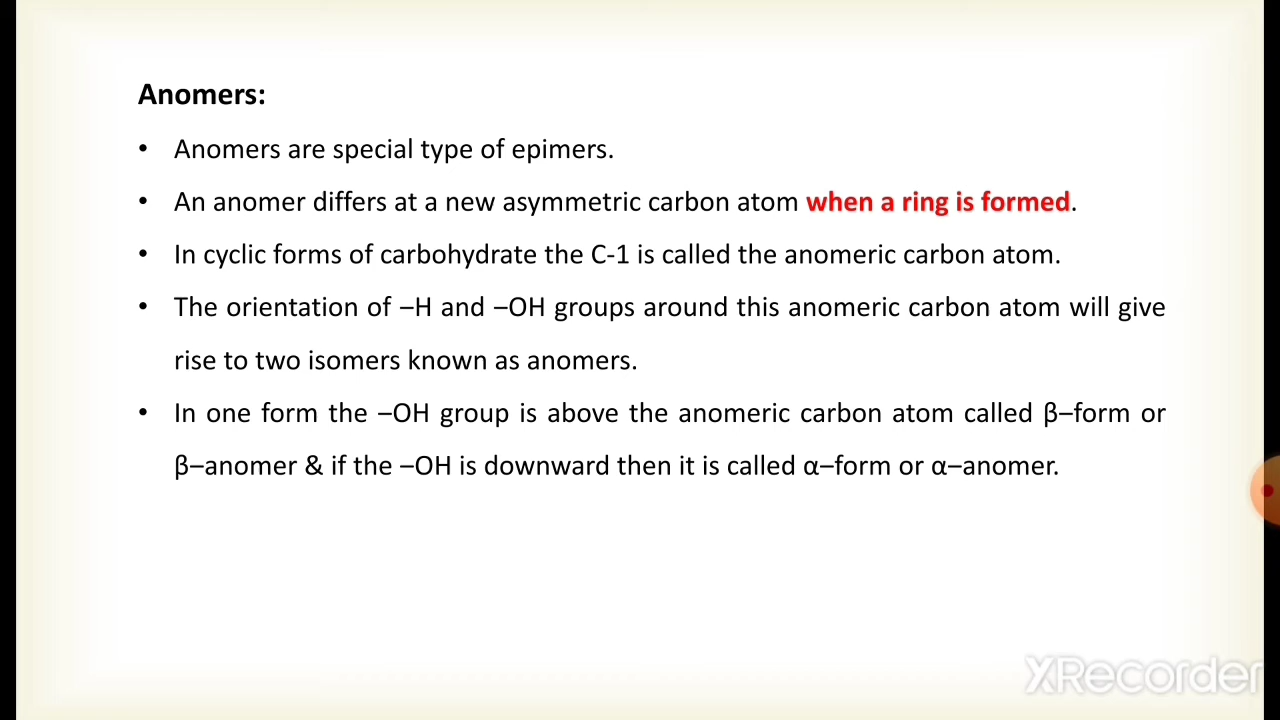 Anomers:
• Anomers are special type of epimers.
• An anomer differs at a new asymmetric carbon atom when a ring is formed.
• In cyclic forms of carbohydrate the C-1 is called the anomeric carbon atom.
• The orientation of –H and –OH groups around this anomeric carbon atom will give
rise to two isomers known as anomers.
• In one form the –OH group is above the anomeric carbon atom called β–form or
β–anomer & if the –OH is downward then it is called α–form or α–anomer.
XRecorder